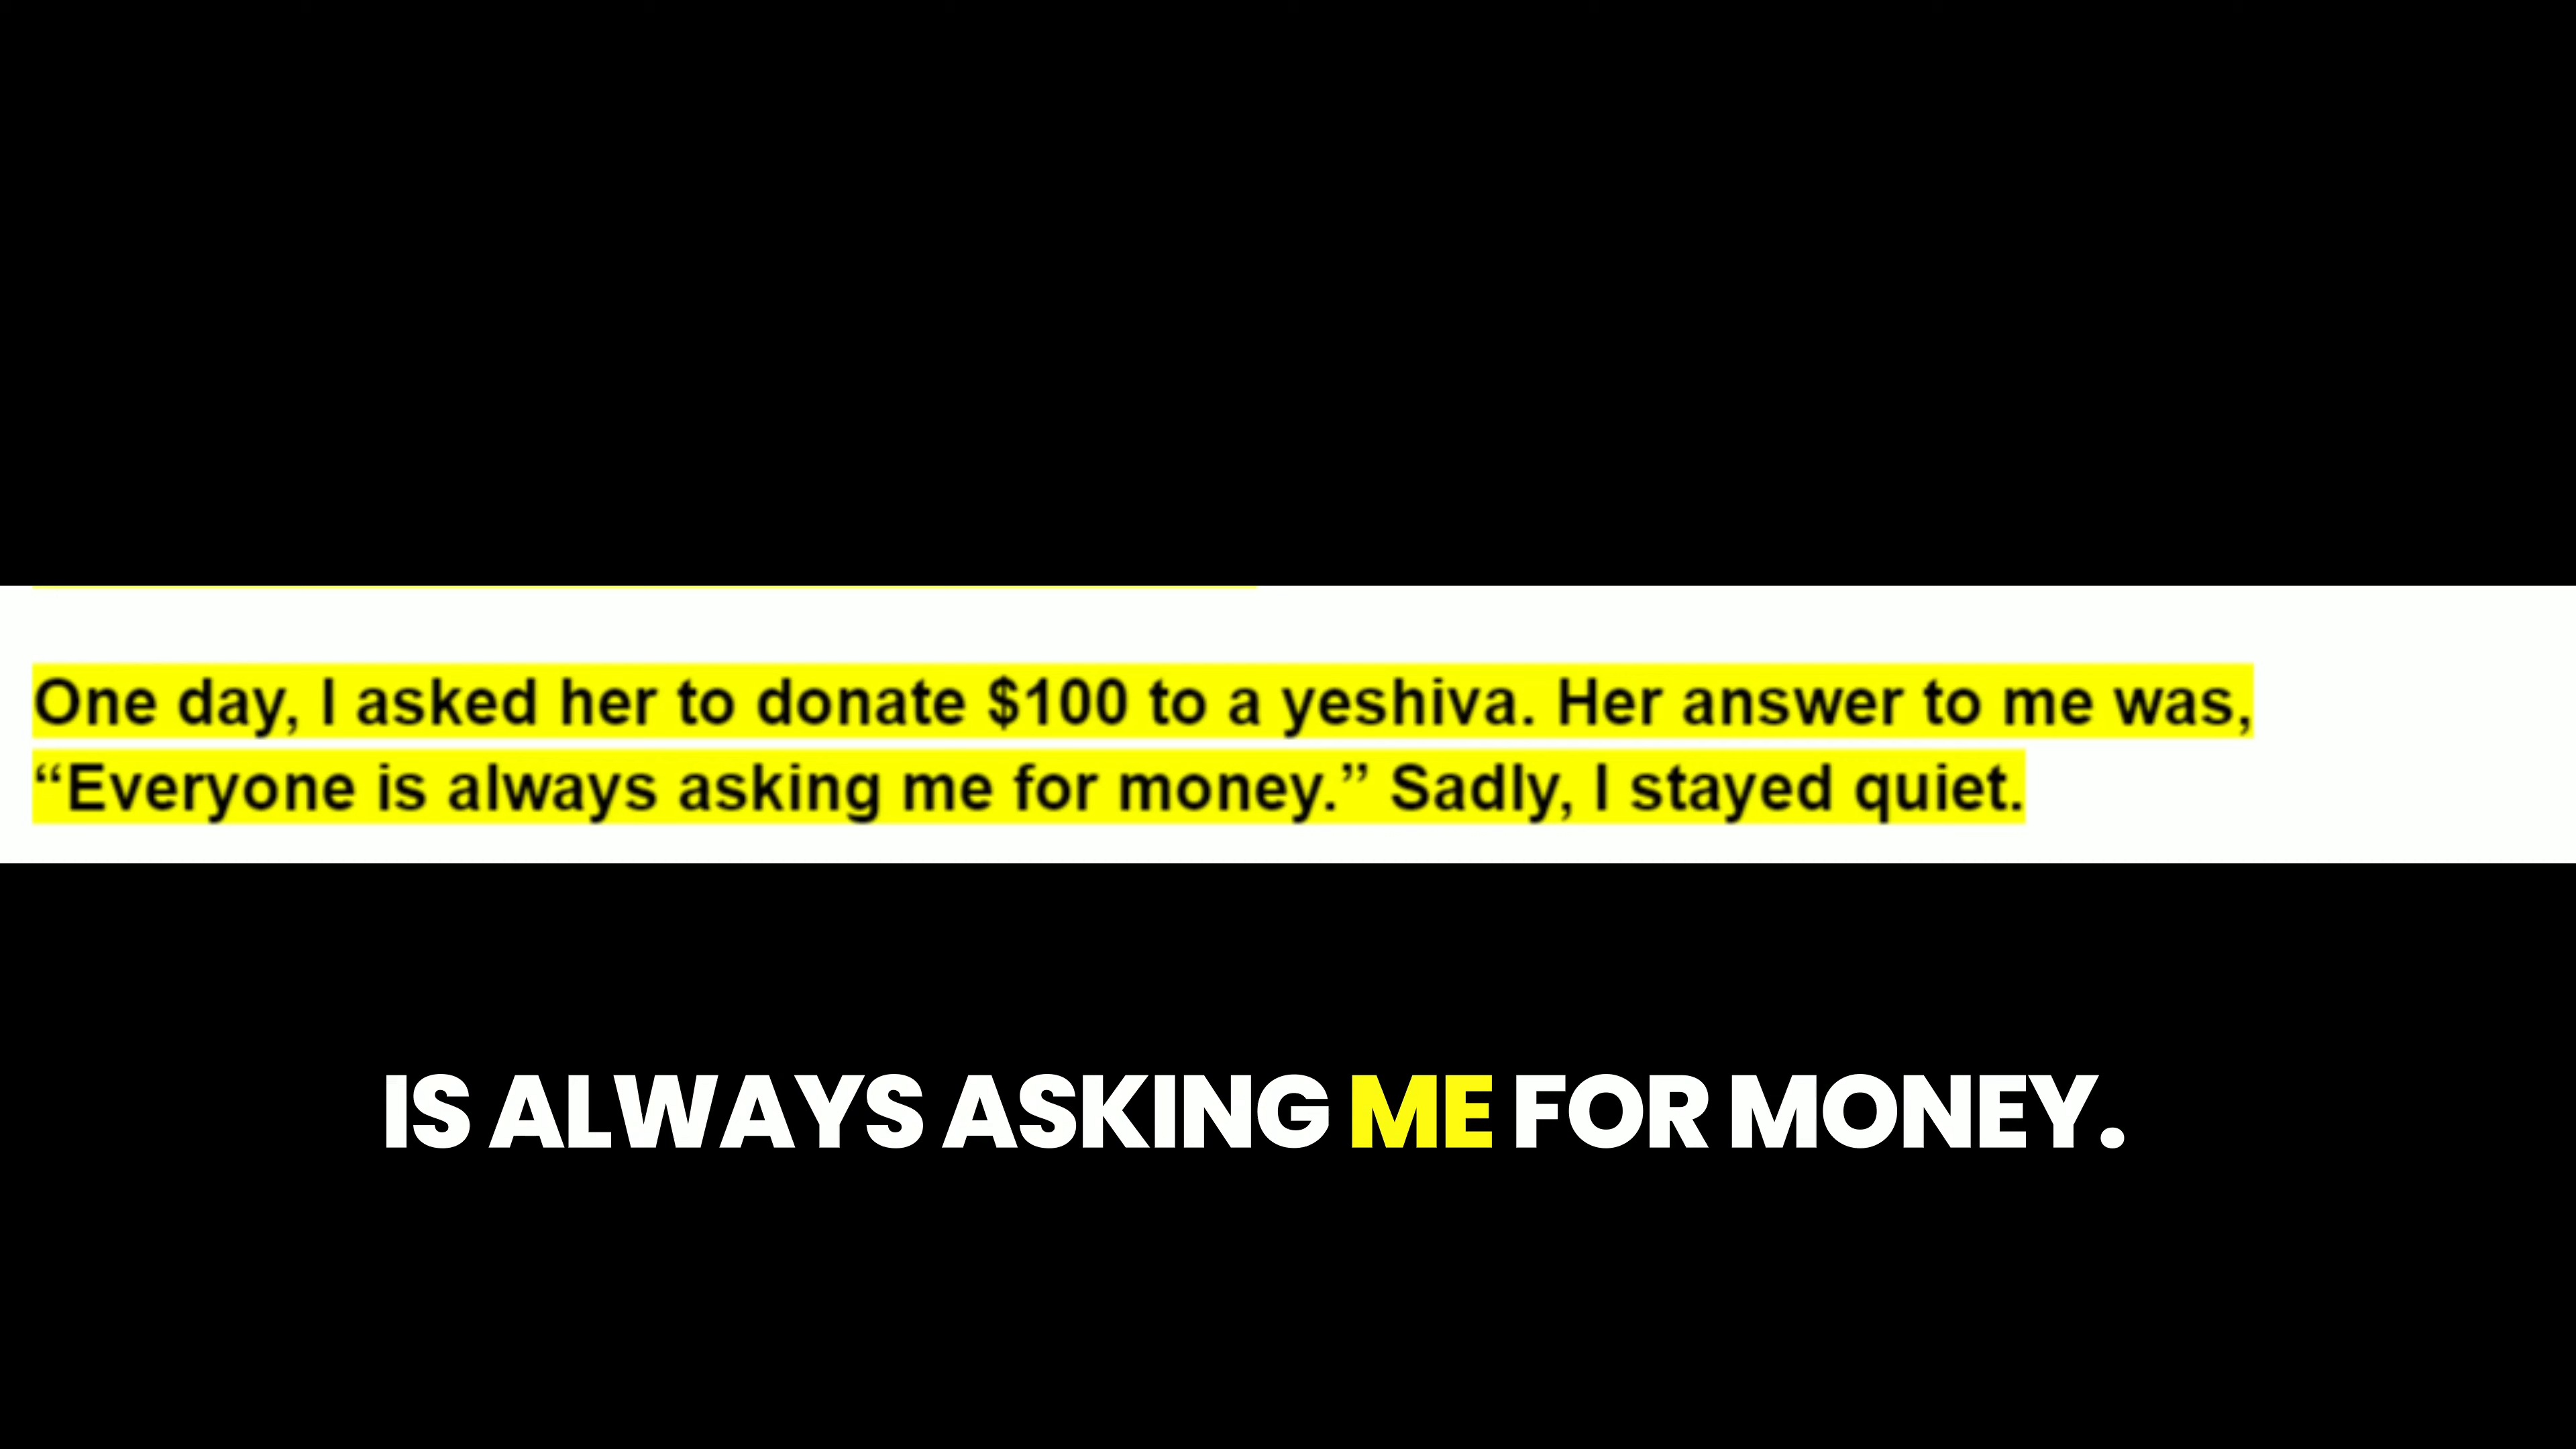 One day, I asked her to donate $100 to a yeshiva. Her answer to me was,
“Everyone is always asking me for money.” Sadly, I stayed quiet.
IS ALWAYS ASKING ME FOR MONEY.